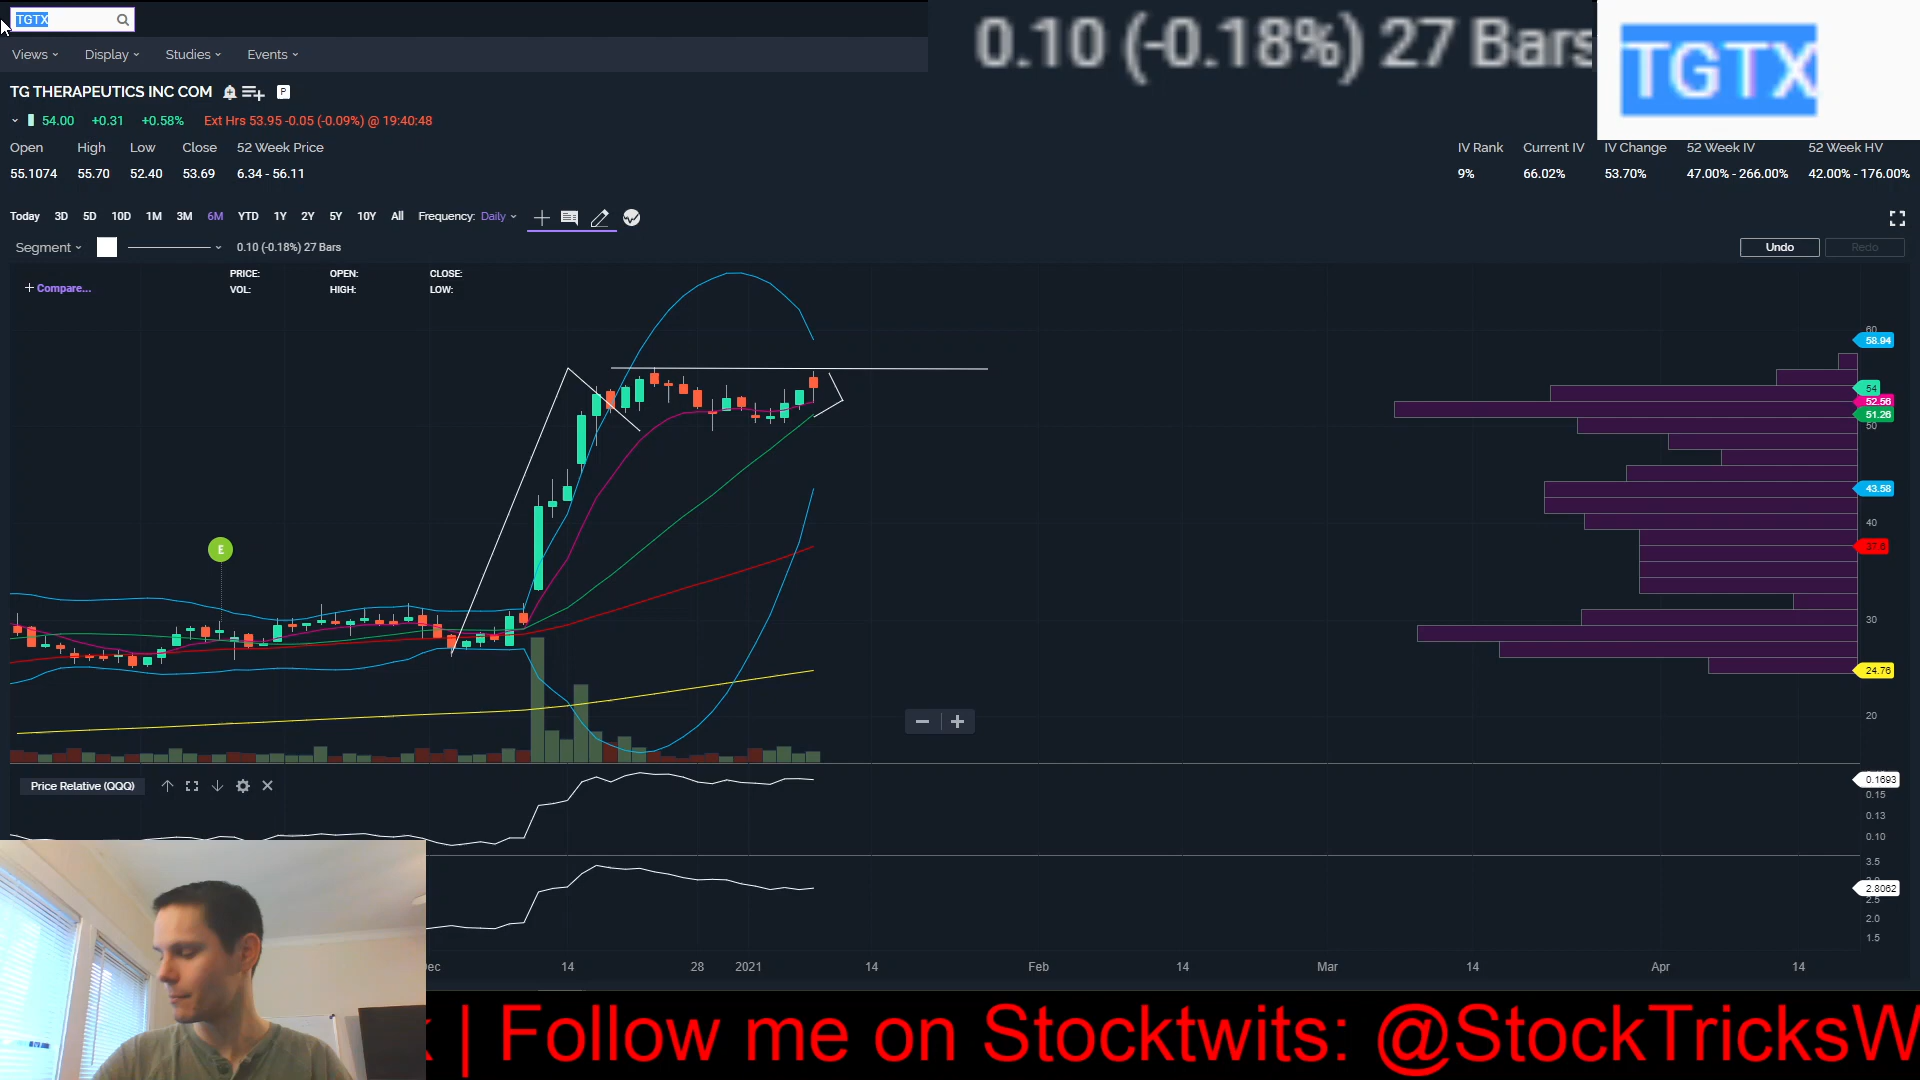 TGTX
0.10 (-0.18%) 27 Bars
TGTX
Views Display Studies Events
TG THERAPEUTICS INC COM P
54.00 +0.31 +0.58% Ext Hrs 53.95 -0.05 (-0.09%) @ 19:40:48
Open High Low Close 52 Week Price
55.1074 55.70 52.40 53.69 6.34 - 56.11
IV Rank Current IV IV Change 52 Week IV 52 Week HV
9% 66.02% 53.70% 47.00% - 266.00% 42.00% - 176.00%
Today 3D 5D 10D 1M 3M 6M YTD 1Y 2Y 5Y 10Y All Frequency: Daily
Segment 0.10 (-0.18%) 27 Bars
Undo Redo
+ Compare...
PRICE: OPEN: CLOSE:
VOL: HIGH: LOW:
E
60
58.94
54
52.56
51.26
50
43.58
40
37.6
30
24.76
20
Price Relative (QQQ)
0.1693
0.15
0.13
0.10
3.5
2.8062
2.5
2.0
1.5
14 28 2021 14 Feb 14 Mar 14 Apr 14
| Follow me on Stocktwits: @StockTricksW